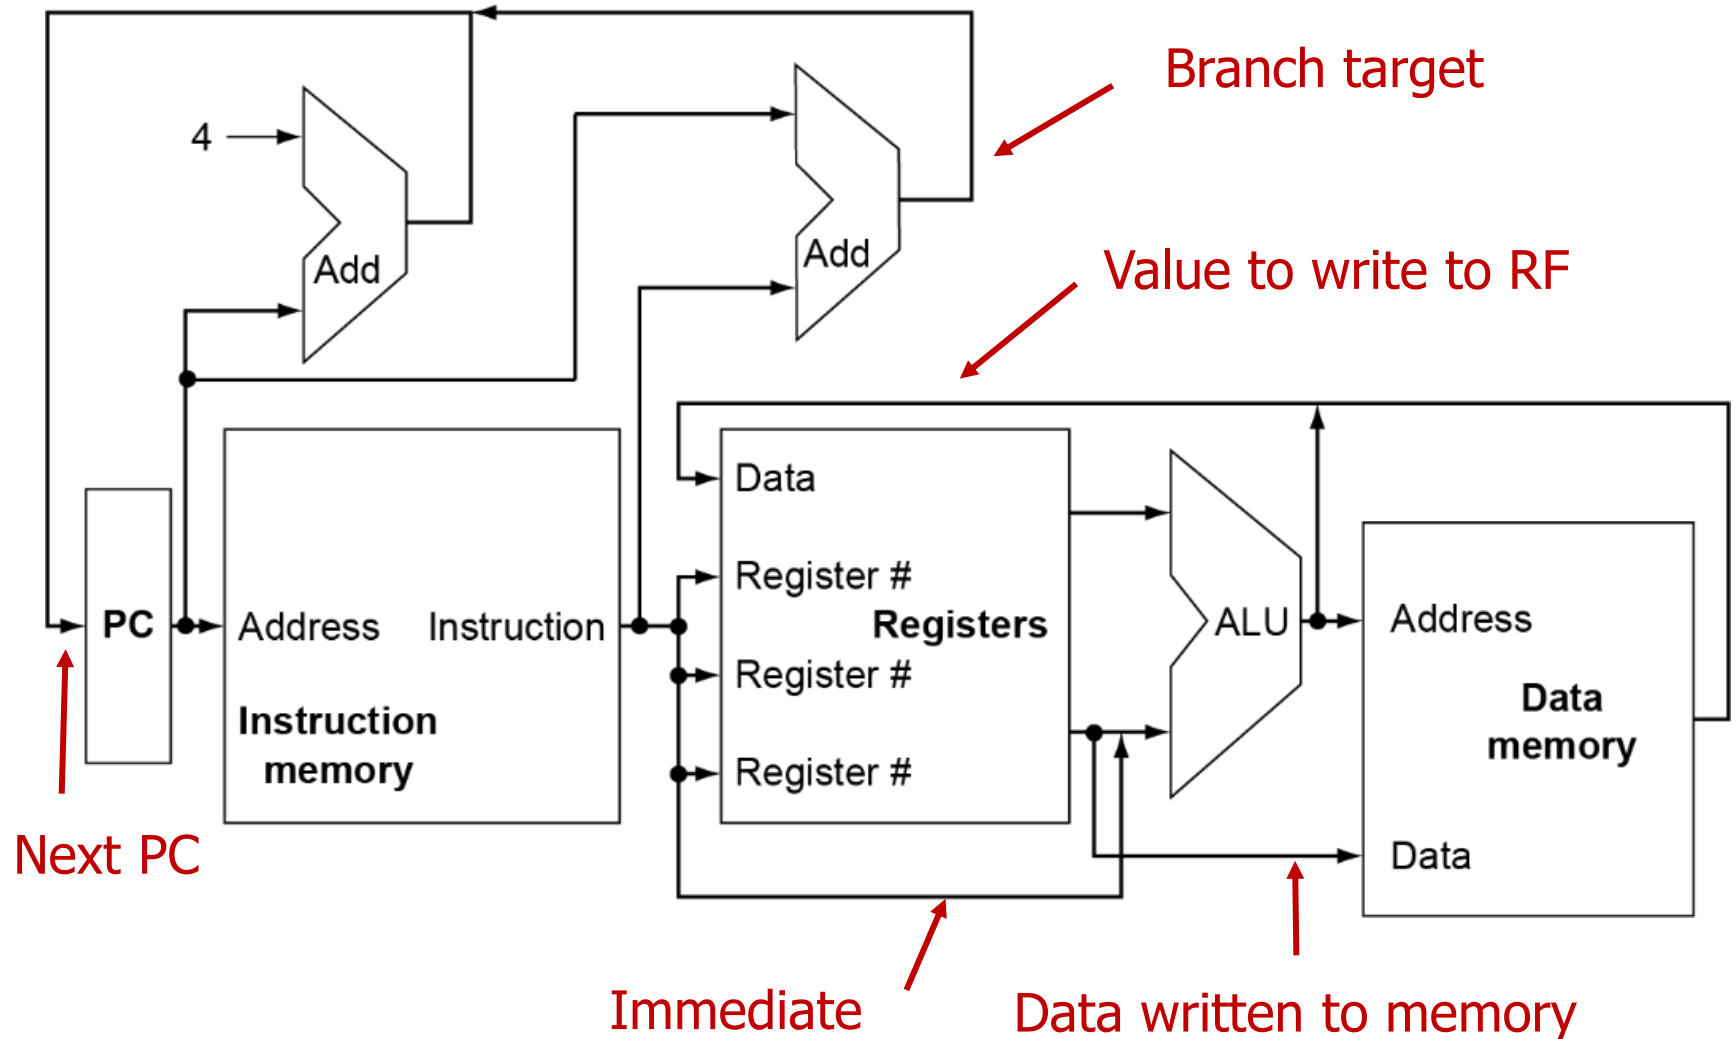 Branch target
4
Add
Add
Value to write to RF
Data
Register #
PC
Address
Instruction
Registers
ALU
Address
Register #
Data
memory
Instruction
memory
Register #
Data
Next PC
Immediate
Data written to memory